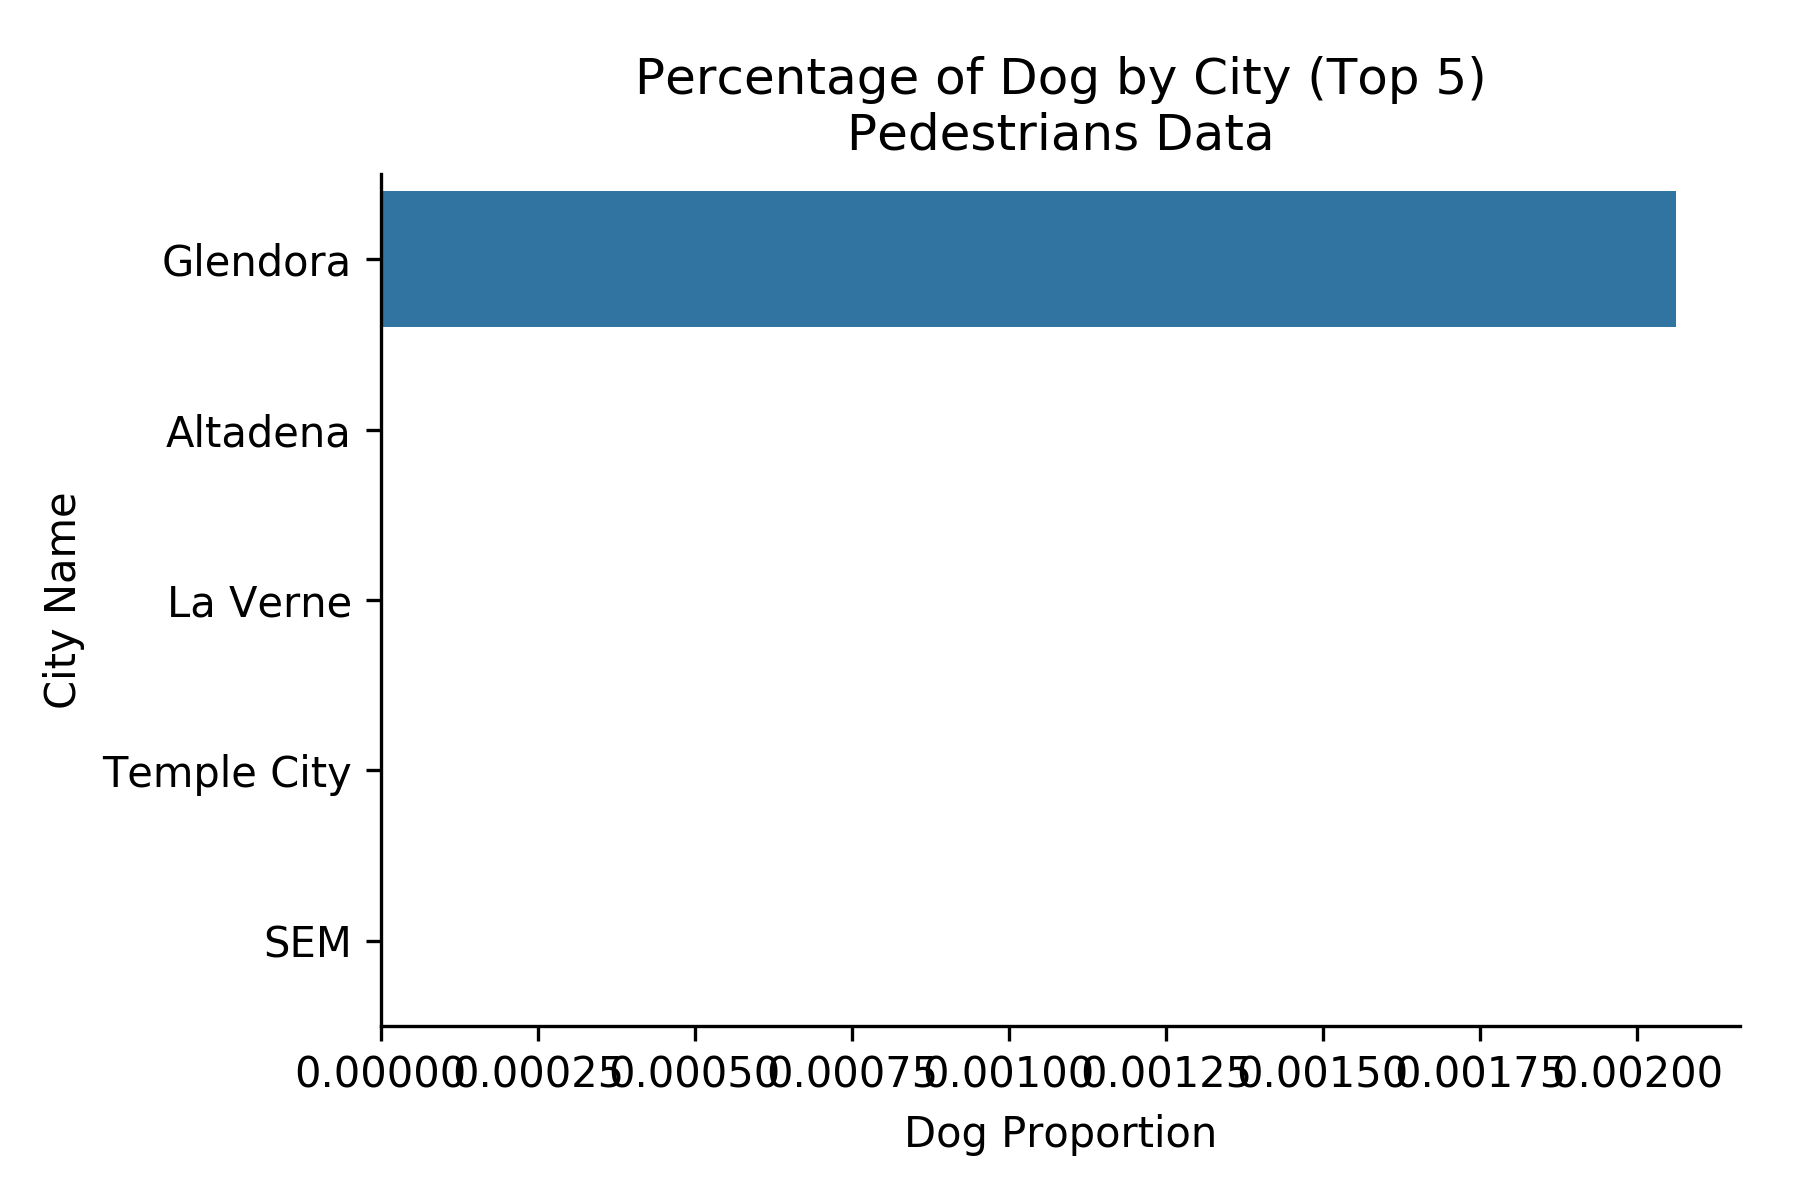 Percentage of Dog by City (Top 5)
Pedestrians Data
Glendora
Altadena
La Verne
Temple City
SEM
City Name
0.00000 0.00025 0.00050 0.00075 0.00100 0.00125 0.00150 0.00175 0.00200
Dog Proportion